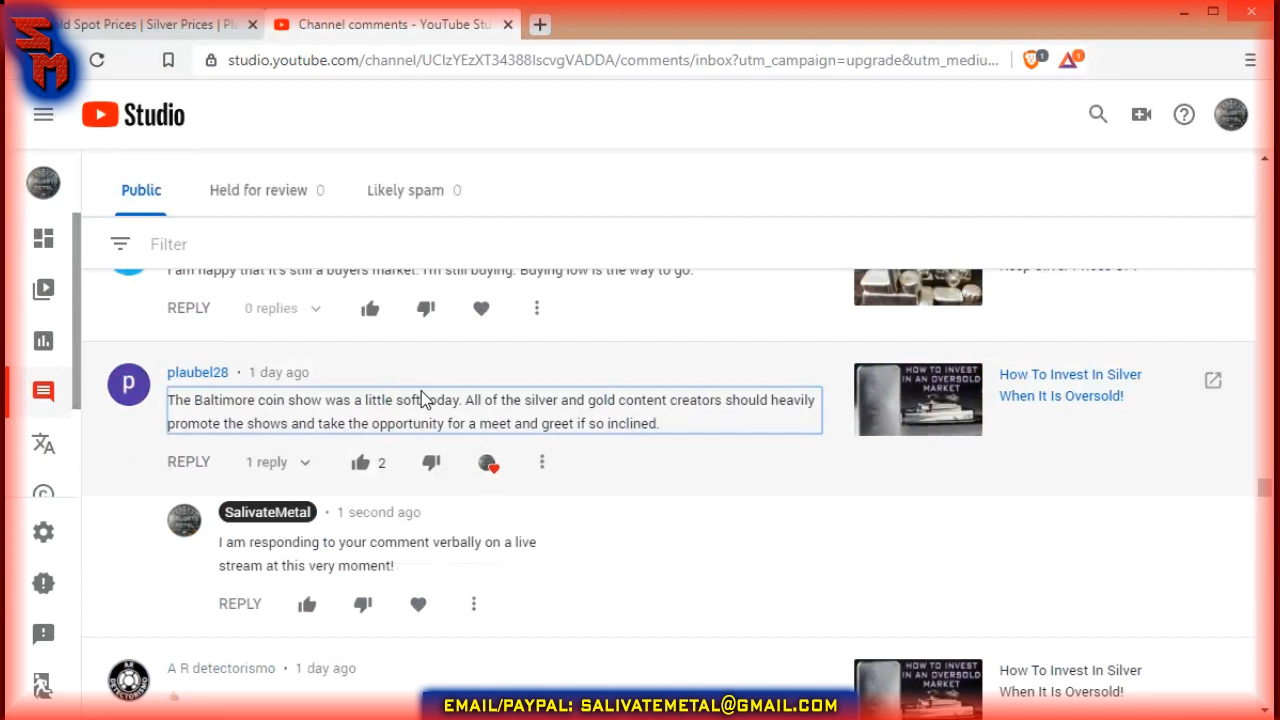 SM
ld Spot Prices | Silver Prices | Pla
Channel comments - YouTube Stu
studio.youtube.com/channel/UCIzYEzXT34388IscvgVADDA/comments/inbox?utm_campaign=upgrade&utm_mediu...
1
1
Studio
Public
Held for review 0
Likely spam 0
Filter
I am happy that it's still a buyers market. I'm still buying. Buying low is the way to go.
REPLY
0 replies
plaubel28 • 1 day ago
The Baltimore coin show was a little soft today. All of the silver and gold content creators should heavily
promote the shows and take the opportunity for a meet and greet if so inclined.
REPLY
1 reply
2
p
HOW TO INVEST
IN AN OVERSOLD
MARKET
How To Invest In Silver
When It Is Oversold!
SalivateMetal • 1 second ago
I am responding to your comment verbally on a live
stream at this very moment!
REPLY
A R detectorismo • 1 day ago
AR
DETECTORISMO
HOW TO INVEST
IN AN OVERSOLD
MARKET
How To Invest In Silver
When It Is Oversold!
EMAIL/PAYPAL: SALIVATEMETAL@GMAIL.COM